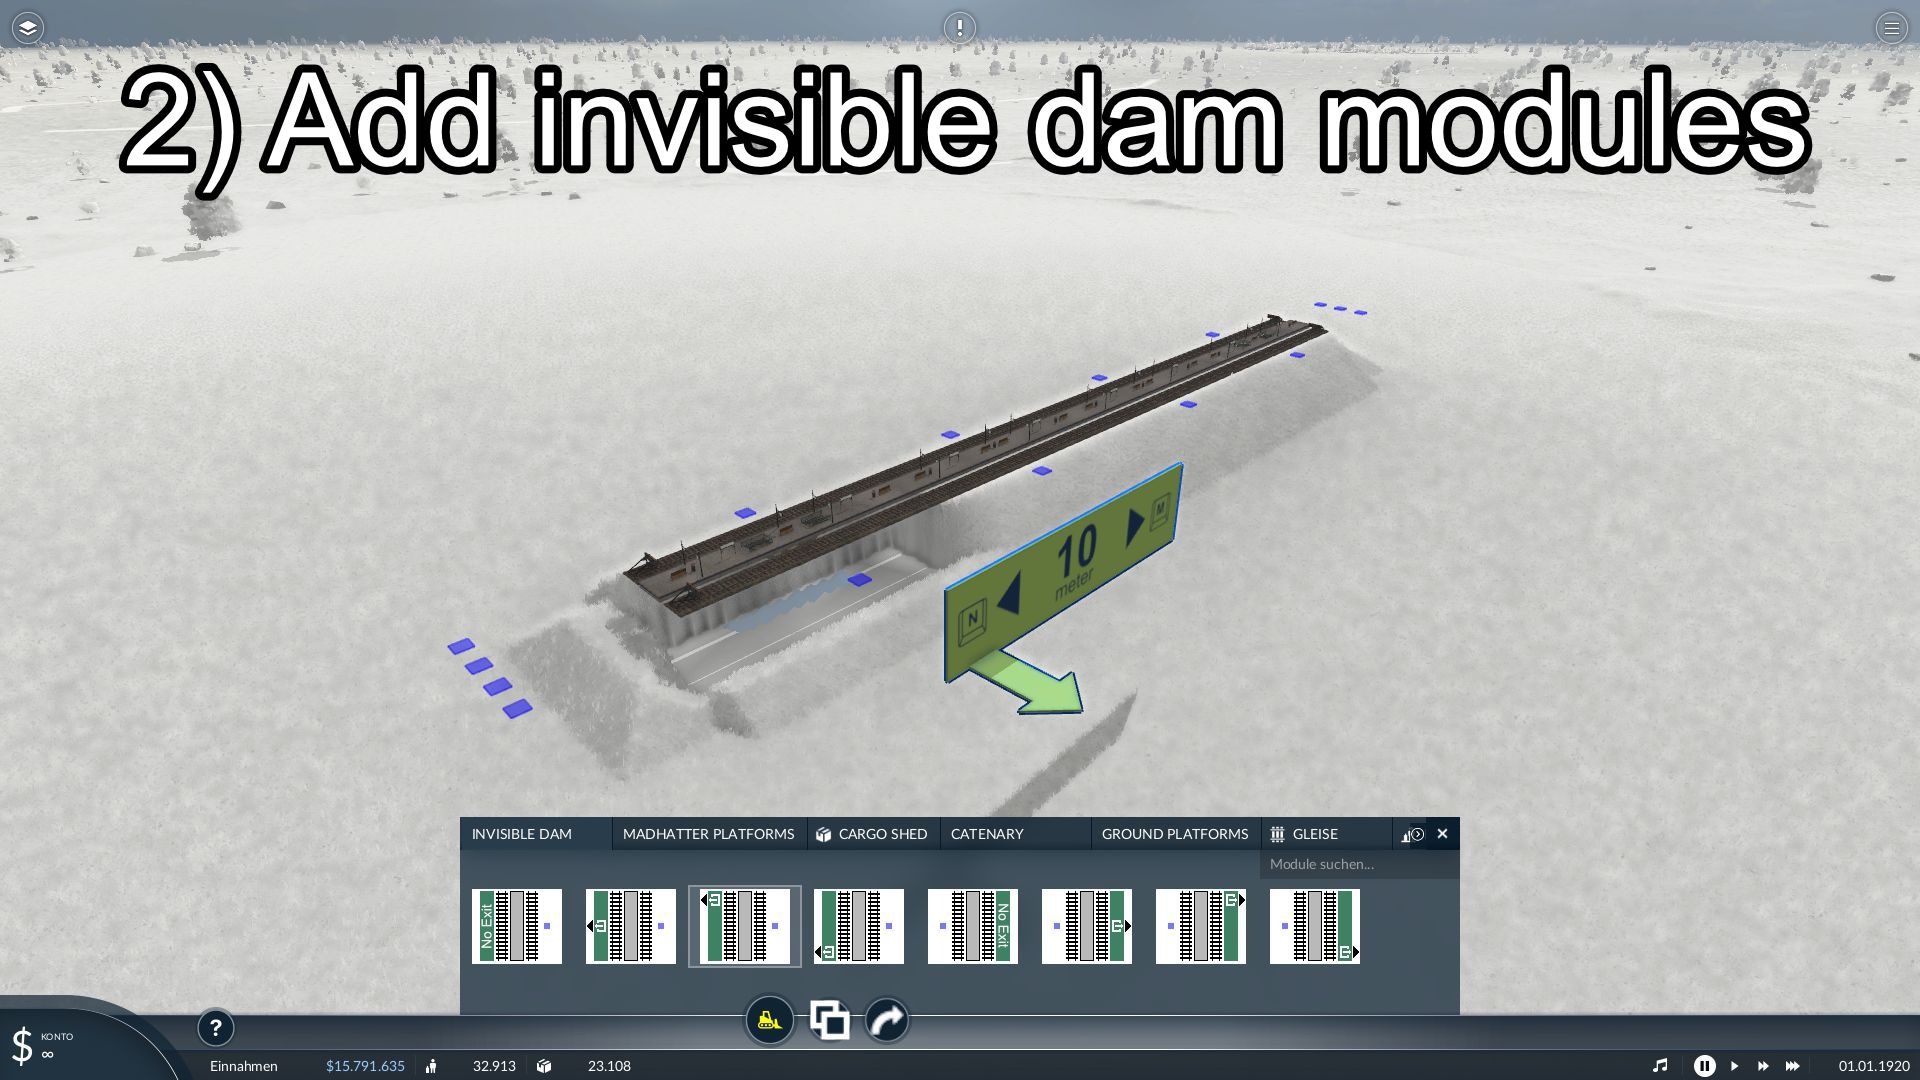 2) Add invisible dam modules
10
meter
N
M
INVISIBLE DAM
MADHATTER PLATFORMS
CARGO SHED
CATENARY
GROUND PLATFORMS
GLEISE
Module suchen...
No Exit
No Exit
$
KONTO
∞
?
Einnahmen
$15.791.635
32.913
23.108
01.01.1920